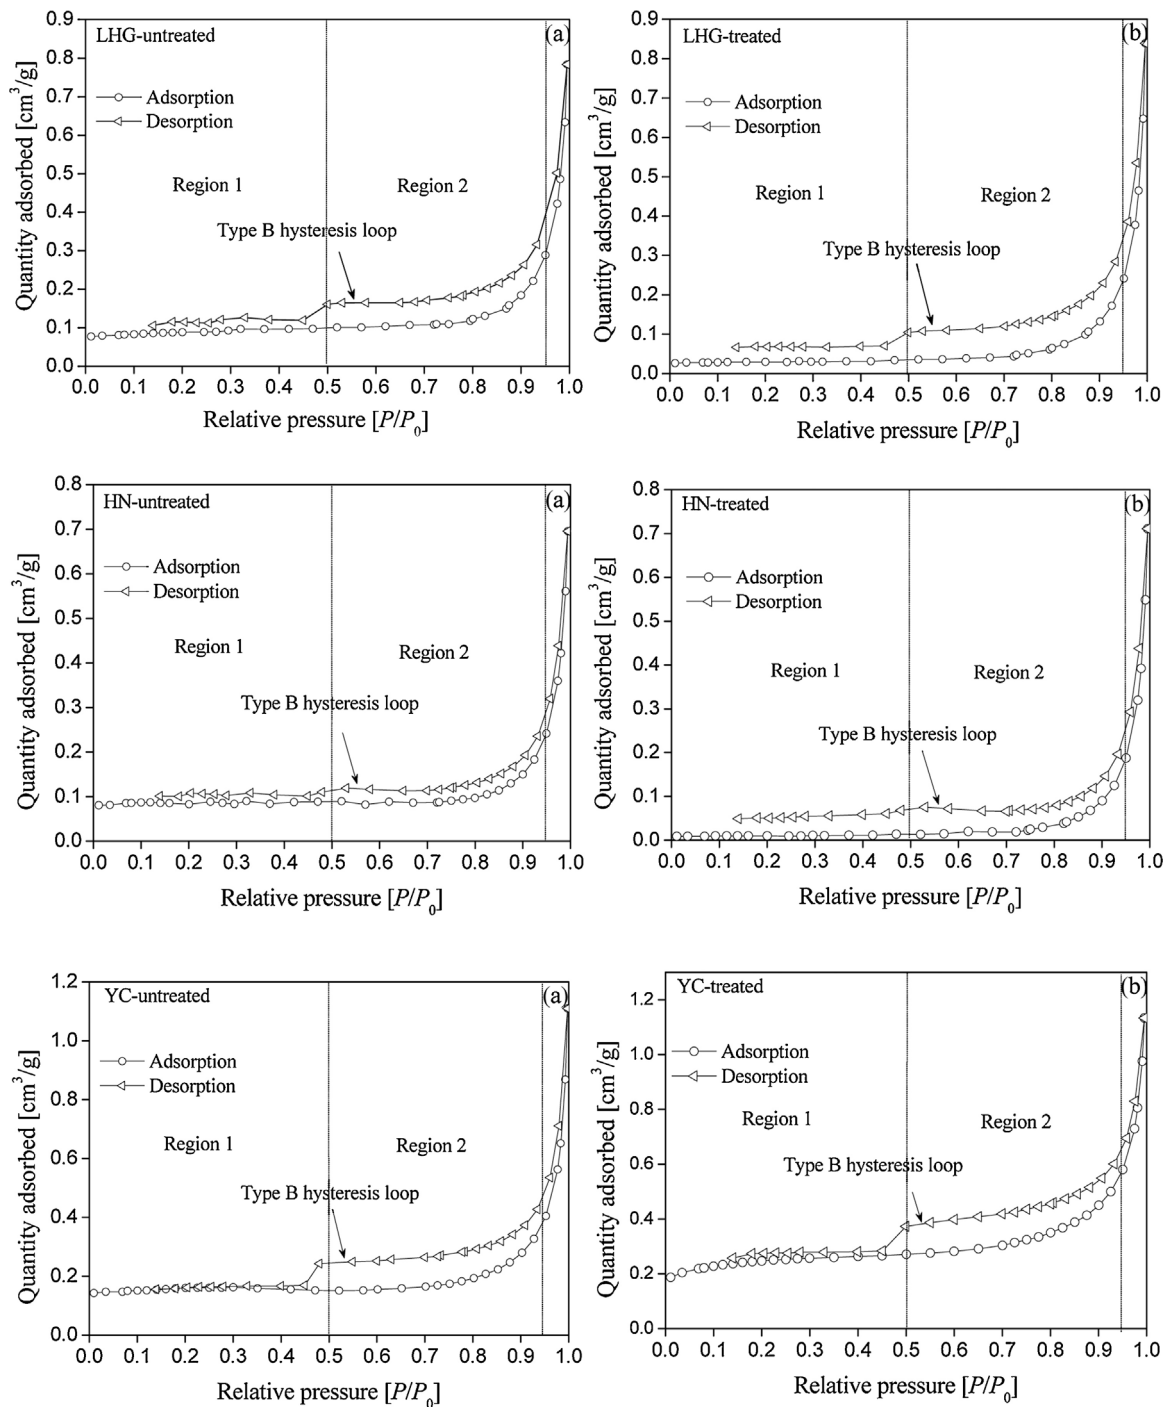 LHG-untreated
(a)
Adsorption
Desorption
Region 1
Region 2
Type B hysteresis loop
Quantity adsorbed [cm³/g]
0.9
0.8
0.7
0.6
0.5
0.4
0.3
0.2
0.1
0.0
0.0 0.1 0.2 0.3 0.4 0.5 0.6 0.7 0.8 0.9 1.0
Relative pressure [P/P₀]
LHG-treated
(b)
Adsorption
Desorption
Region 1
Region 2
Type B hysteresis loop
Quantity adsorbed [cm³/g]
0.9
0.8
0.7
0.6
0.5
0.4
0.3
0.2
0.1
0.0
0.0 0.1 0.2 0.3 0.4 0.5 0.6 0.7 0.8 0.9 1.0
Relative pressure [P/P₀]
HN-untreated
(a)
Adsorption
Desorption
Region 1
Region 2
Type B hysteresis loop
Quantity adsorbed [cm³/g]
0.8
0.7
0.6
0.5
0.4
0.3
0.2
0.1
0.0
0.0 0.1 0.2 0.3 0.4 0.5 0.6 0.7 0.8 0.9 1.0
Relative pressure [P/P₀]
HN-treated
(b)
Adsorption
Desorption
Region 1
Region 2
Type B hysteresis loop
Quantity adsorbed [cm³/g]
0.8
0.7
0.6
0.5
0.4
0.3
0.2
0.1
0.0
0.0 0.1 0.2 0.3 0.4 0.5 0.6 0.7 0.8 0.9 1.0
Relative pressure [P/P₀]
YC-untreated
(a)
Adsorption
Desorption
Region 1
Region 2
Type B hysteresis loop
Quantity adsorbed [cm³/g]
1.2
1.0
0.8
0.6
0.4
0.2
0.0
0.0 0.1 0.2 0.3 0.4 0.5 0.6 0.7 0.8 0.9 1.0
Relative pressure [P/P₀]
YC-treated
(b)
Adsorption
Desorption
Region 1
Region 2
Type B hysteresis loop
Quantity adsorbed [cm³/g]
1.2
1.0
0.8
0.6
0.4
0.2
0.0
0.0 0.1 0.2 0.3 0.4 0.5 0.6 0.7 0.8 0.9 1.0
Relative pressure [P/P₀]